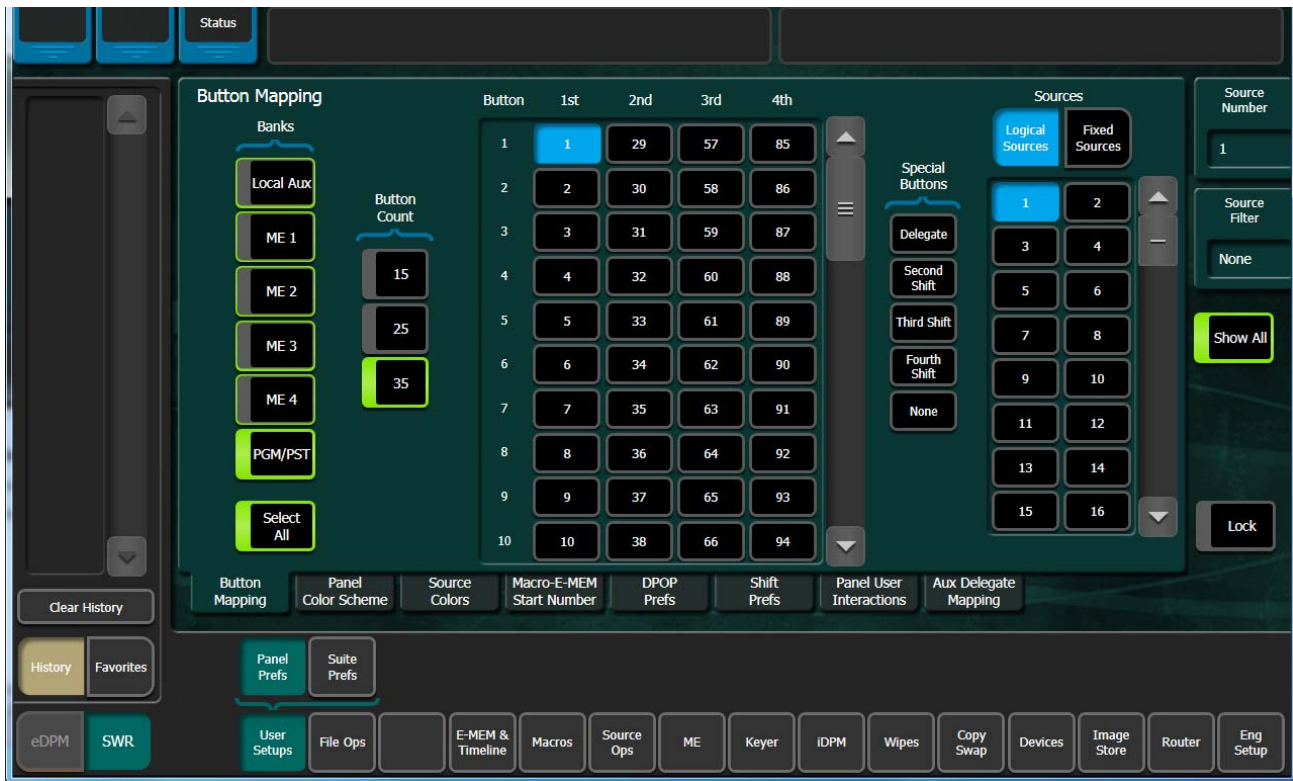 Status
Button Mapping
Banks
Local Aux
ME 1
ME 2
ME 3
ME 4
PGM/PST
Select
All
Button
Count
15
25
35
Button 1st 2nd 3rd 4th
1 1 29 57 85
2 2 30 58 86
3 3 31 59 87
4 4 32 60 88
5 5 33 61 89
6 6 34 62 90
7 7 35 63 91
8 8 36 64 92
9 9 37 65 93
10 10 38 66 94
Special
Buttons
Delegate
Second
Shift
Third Shift
Fourth
Shift
None
Sources
Logical
Sources
Fixed
Sources
1 2
3 4
5 6
7 8
9 10
11 12
13 14
15 16
Source
Number
1
Source
Filter
None
Show All
Lock
Button
Mapping
Panel
Color Scheme
Source
Colors
Macro-E-MEM
Start Number
DPOP
Prefs
Shift
Prefs
Panel User
Interactions
Aux Delegate
Mapping
Clear History
History
Favorites
Panel
Prefs
Suite
Prefs
eDPM
SWR
User
Setups
File Ops
E-MEM &
Timeline
Macros
Source
Ops
ME
Keyer
iDPM
Wipes
Copy
Swap
Devices
Image
Store
Router
Eng
Setup